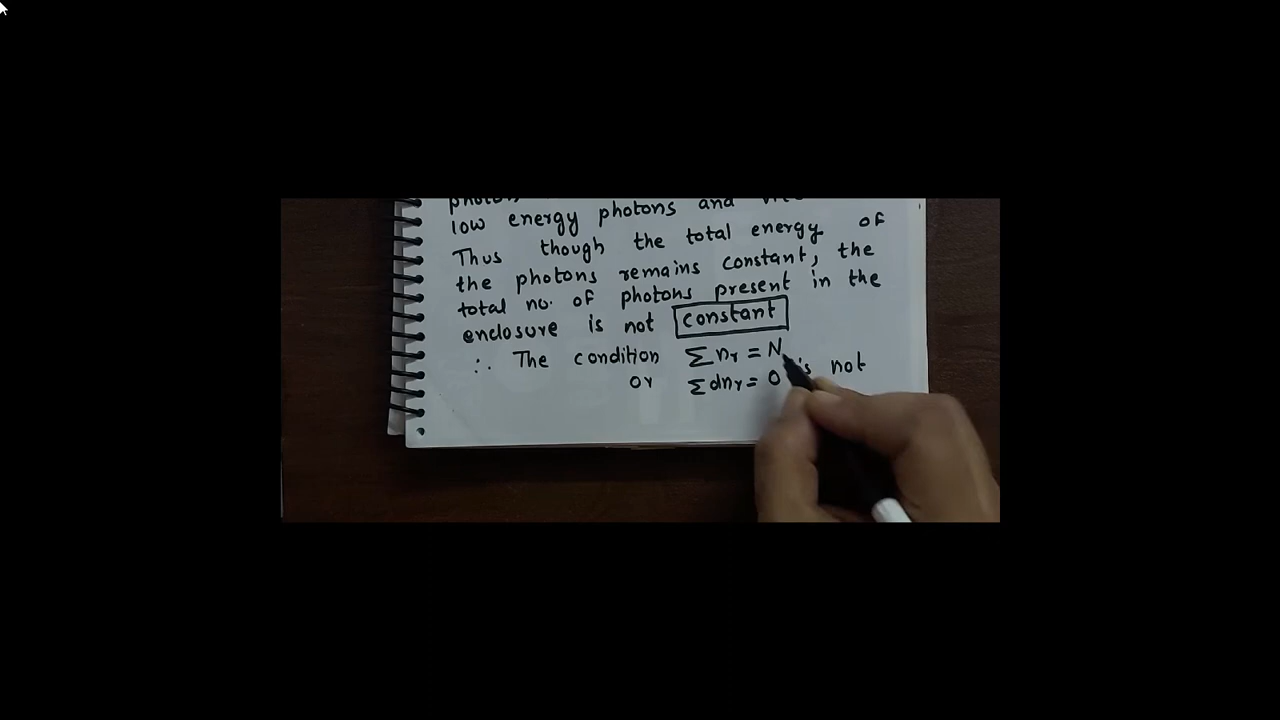 low energy photons and
Thus though the total energy of
the photons remains constant, the
total no. of photons present in the
enclosure is not constant
∴ The condition Σnr = N
or Σdnr = 0 is not